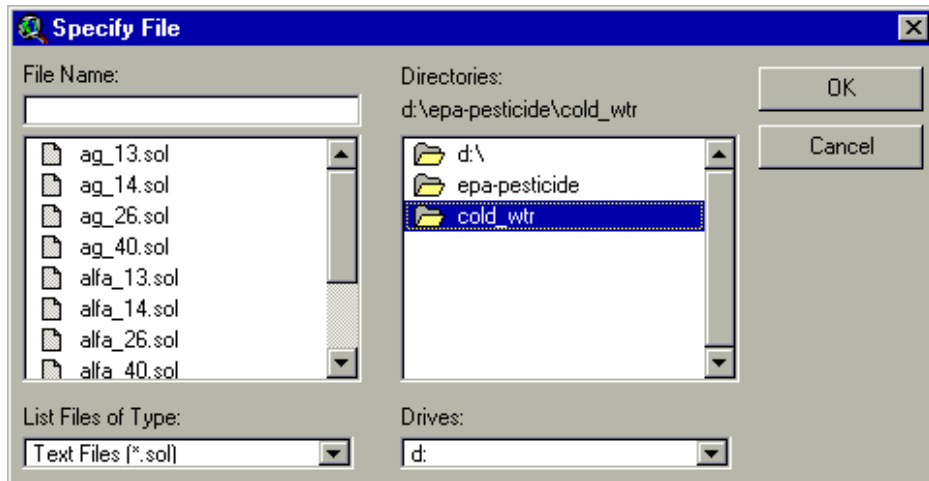 Specify File
File Name:
ag_13.sol
ag_14.sol
ag_26.sol
ag_40.sol
alfa_13.sol
alfa_14.sol
alfa_26.sol
alfa_40.sol
List Files of Type:
Text Files (*.sol)
Directories:
d:\epa-pesticide\cold_wtr
d:\
epa-pesticide
cold_wtr
Drives:
d:
OK
Cancel